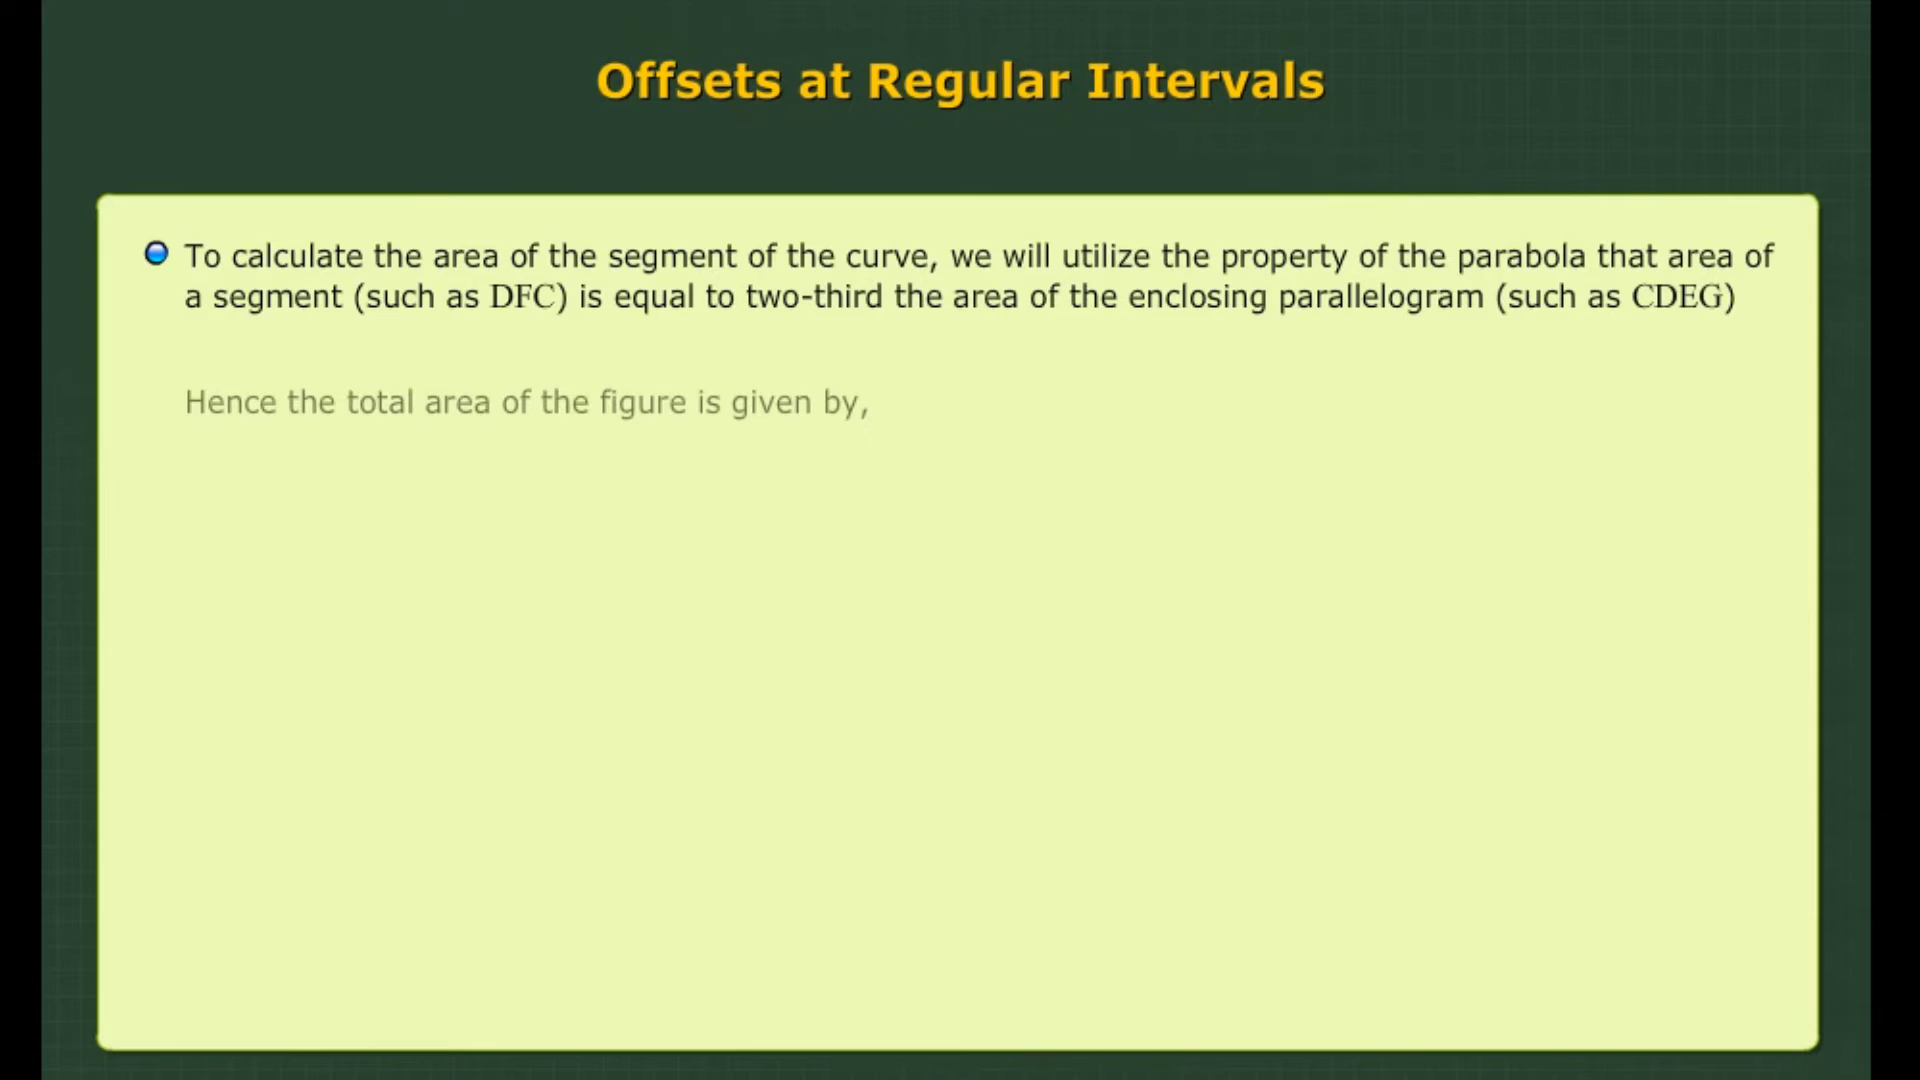 Offsets at Regular Intervals
To calculate the area of the segment of the curve, we will utilize the property of the parabola that area of
a segment (such as DFC) is equal to two-third the area of the enclosing parallelogram (such as CDEG)
Hence the total area of the figure is given by,